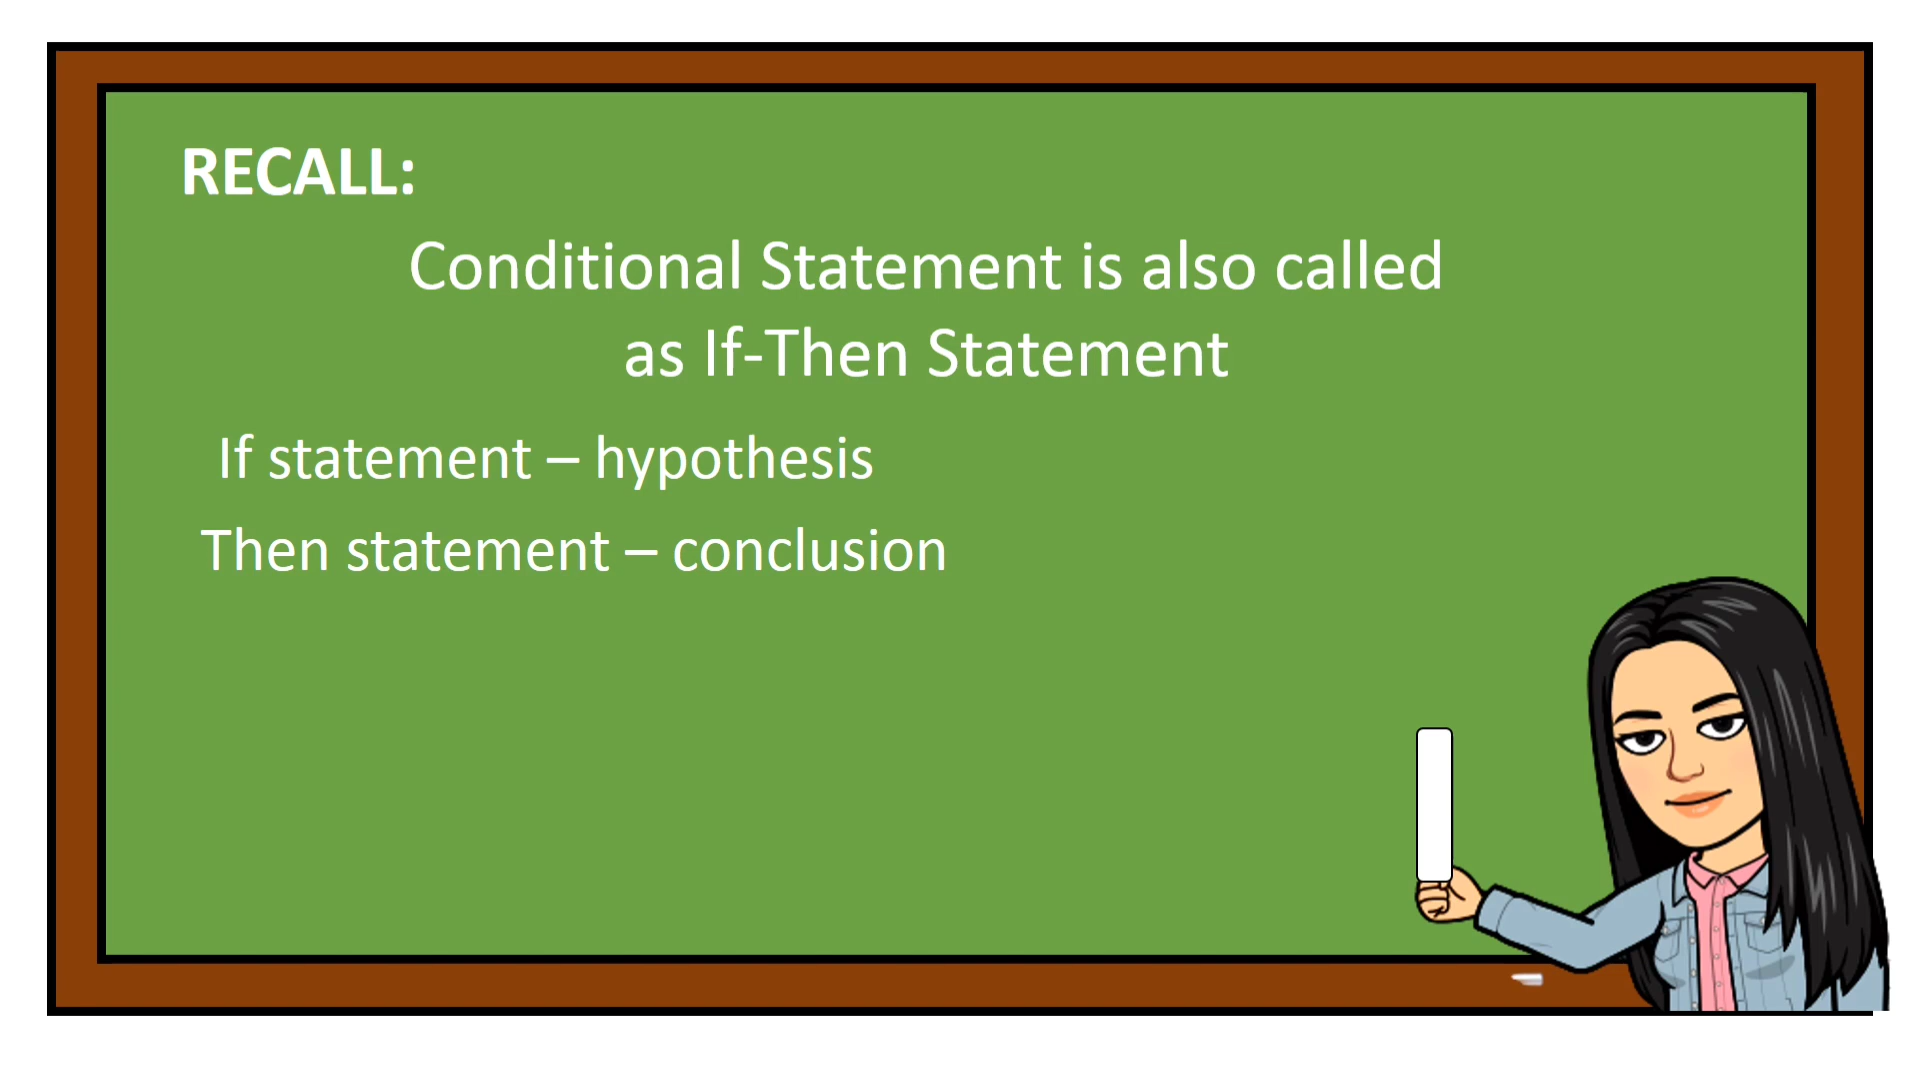 RECALL:
Conditional Statement is also called
as If-Then Statement
If statement – hypothesis
Then statement – conclusion